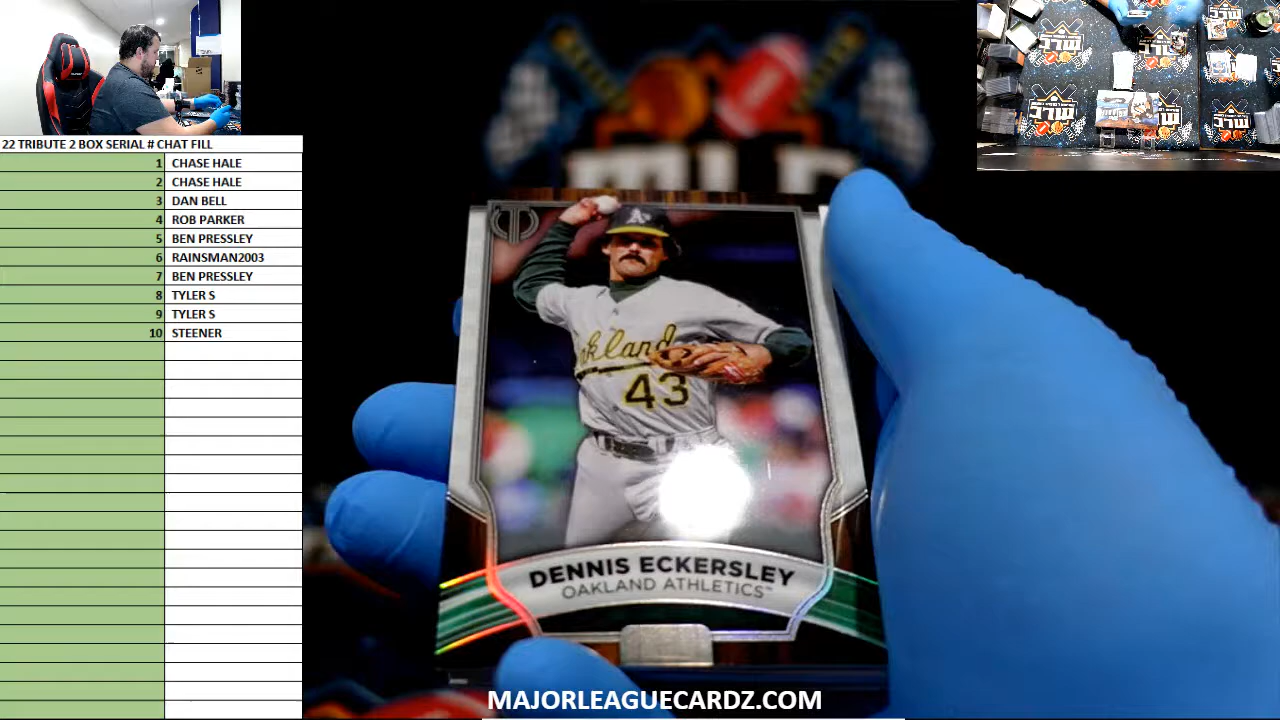 22 TRIBUTE 2 BOX SERIAL # CHAT FILL
1 CHASE HALE
2 CHASE HALE
3 DAN BELL
4 ROB PARKER
5 BEN PRESSLEY
6 RAINSMAN2003
7 BEN PRESSLEY
8 TYLER S
9 TYLER S
10 STEENER
Oakland
43
DENNIS ECKERSLEY
OAKLAND ATHLETICS™
MAJORLEAGUECARDZ.COM